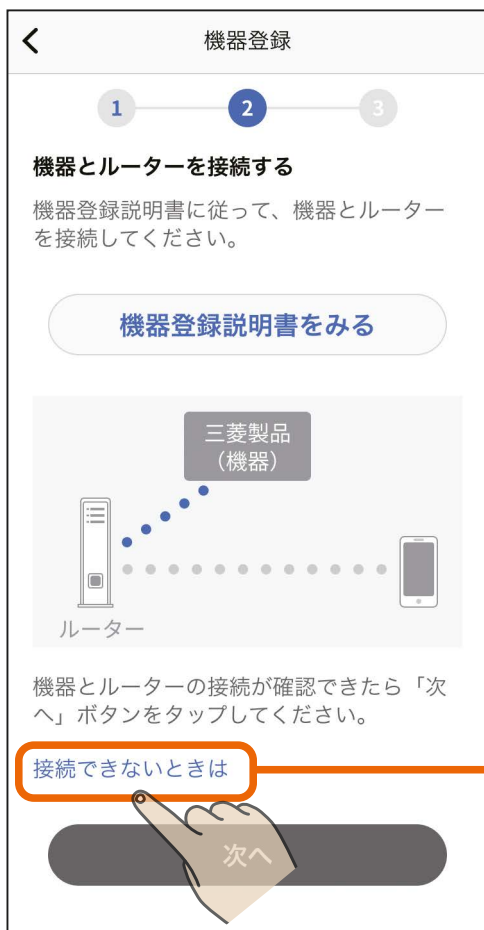 機器登録
1 2 3
機器とルーターを接続する
機器登録説明書に従って、機器とルーター
を接続してください。
機器登録説明書をみる
三菱製品
（機器）
ルーター
機器とルーターの接続が確認できたら「次
へ」ボタンをタップしてください。
接続できないときは
次へ